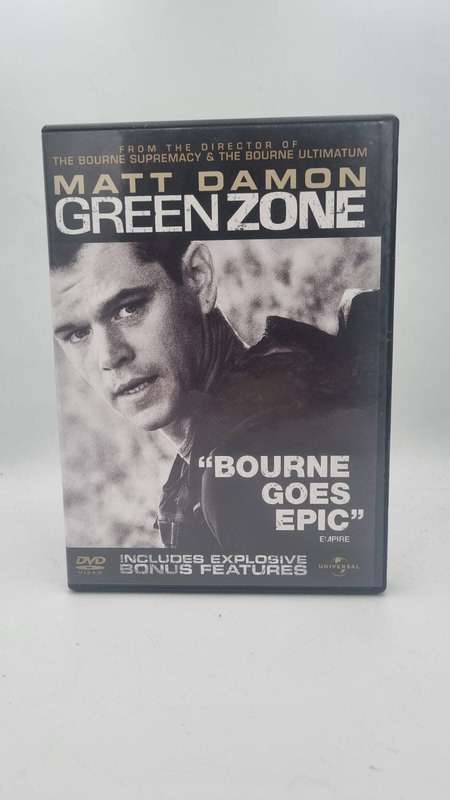 FROM THE DIRECTOR OF
THE BOURNE SUPREMACY & THE BOURNE ULTIMATUM
MATT DAMON
GREEN ZONE
“BOURNE
GOES
EPIC”
EMPIRE
DVD
VIDEO
INCLUDES EXPLOSIVE
BONUS FEATURES
UNIVERSAL